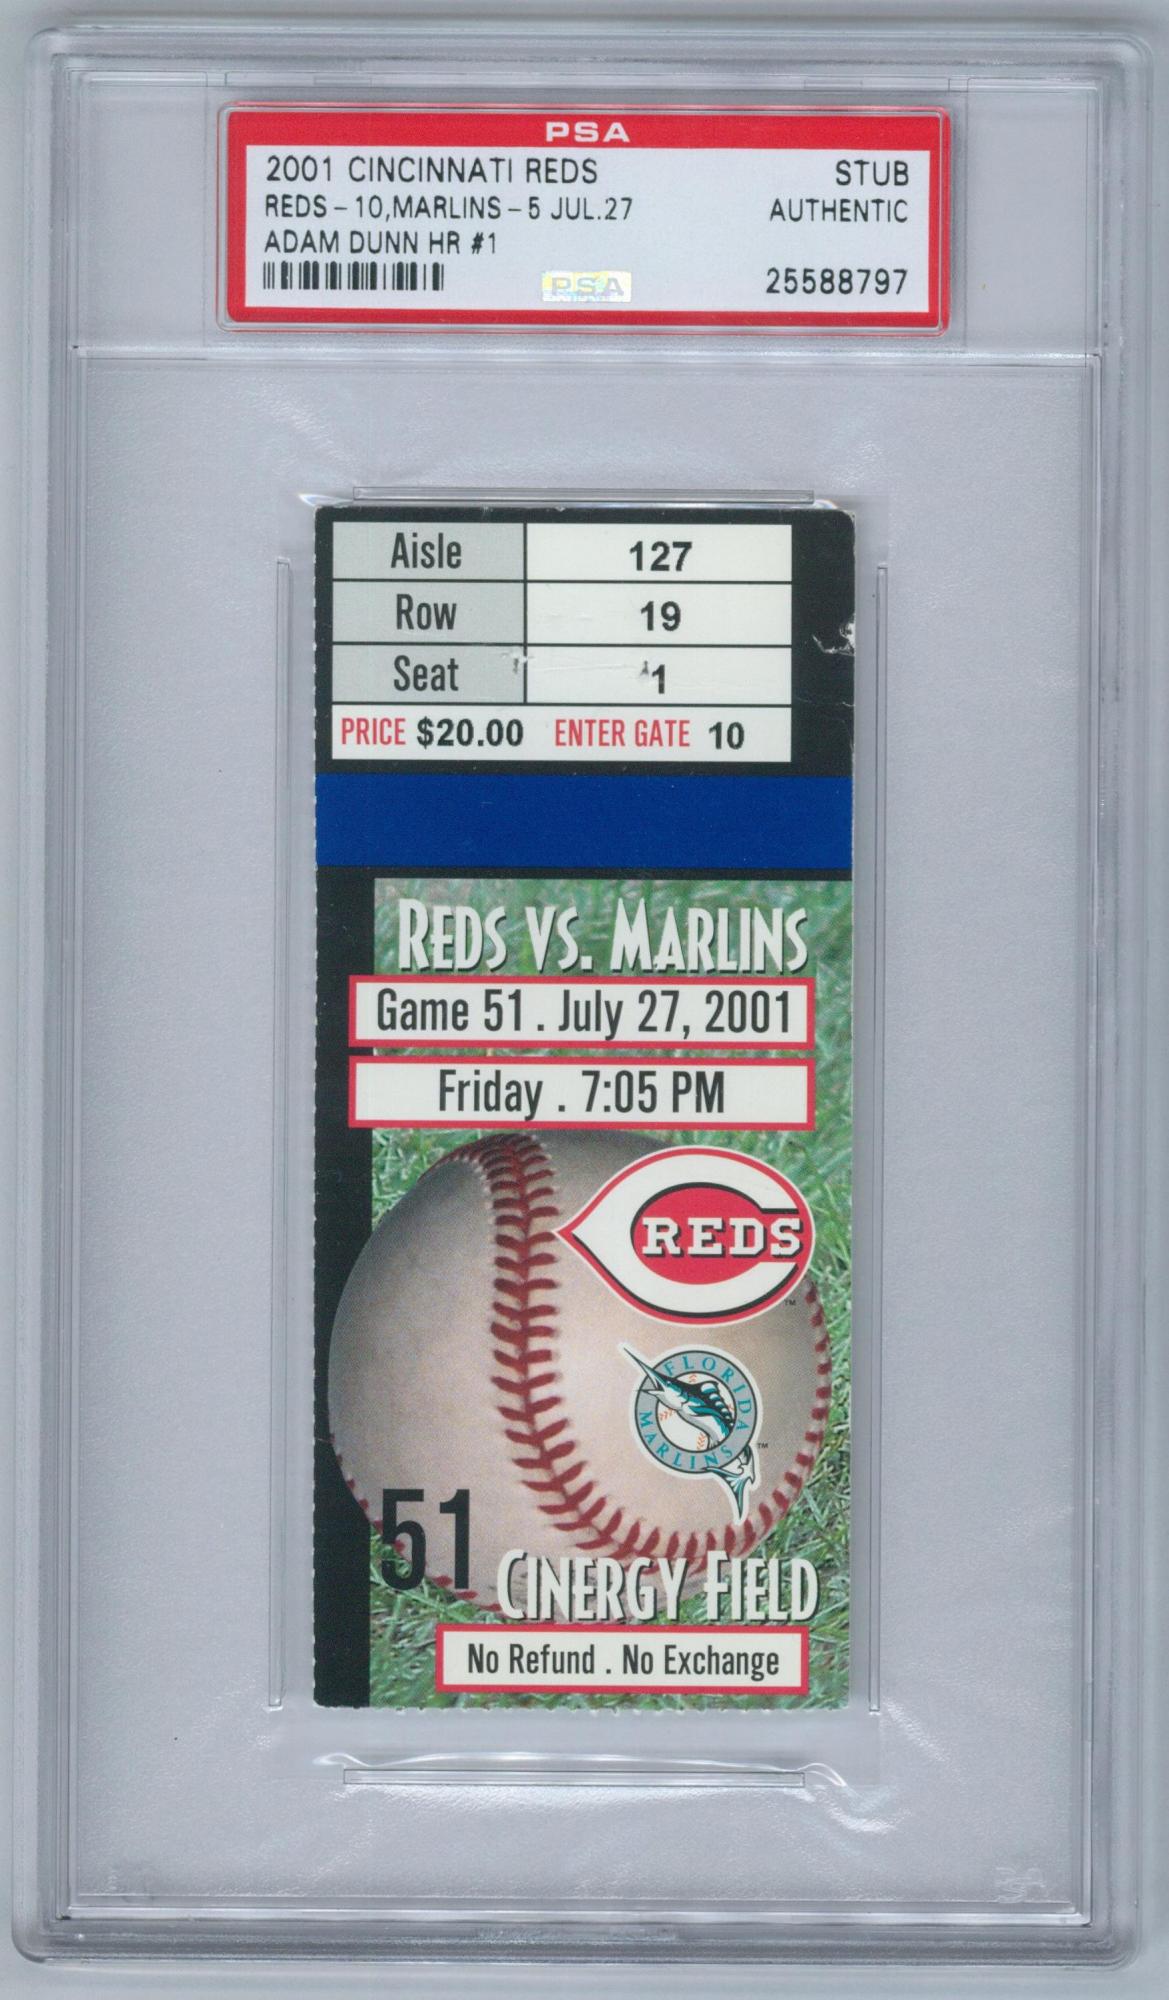 PSA
2001 CINCINNATI REDS STUB
REDS-10,MARLINS-5 JUL.27 AUTHENTIC
ADAM DUNN HR #1
PSA 25588797
Aisle 127
Row 19
Seat 1
PRICE $20.00 ENTER GATE 10
REDS VS. MARLINS
Game 51 . July 27, 2001
Friday . 7:05 PM
REDS
TM
FLORIDA
MARLINS
TM
51
CINERGY FIELD
No Refund . No Exchange